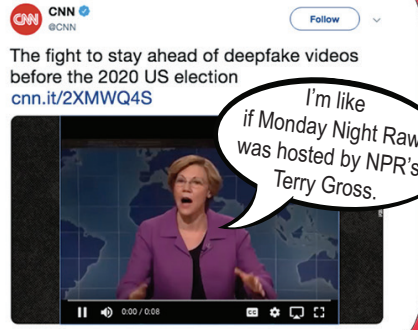 CNN
CNN
@CNN
Follow
The fight to stay ahead of deepfake videos
before the 2020 US election
cnn.it/2XMWQ4S
I'm like
if Monday Night Raw
was hosted by NPR's
Terry Gross.
0:00 / 0:08
CC